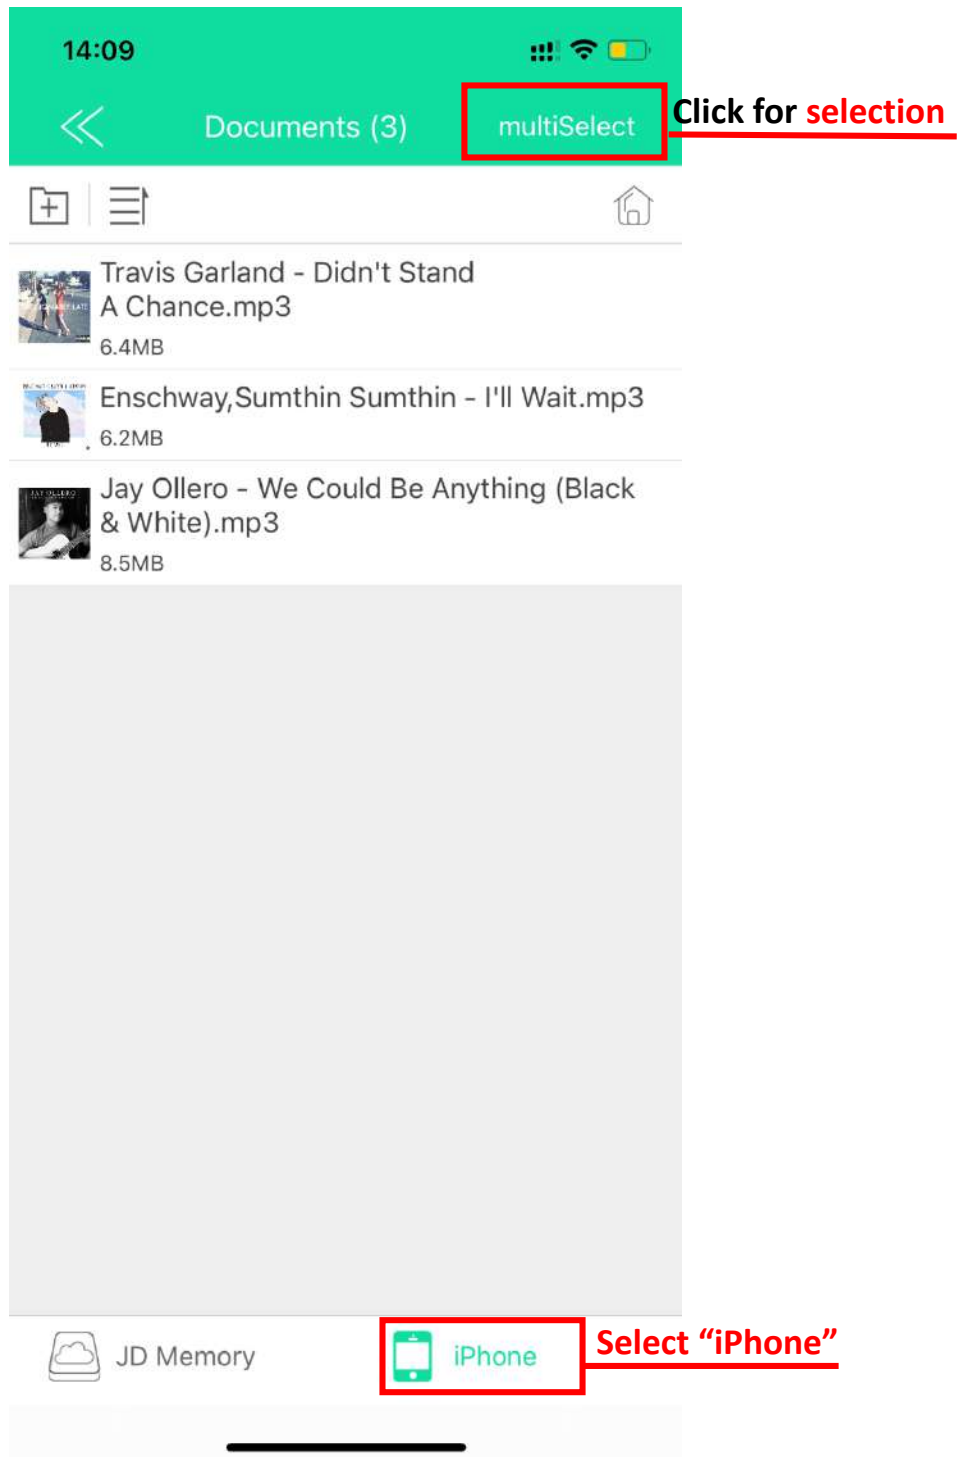 14:09
Documents (3)
multiSelect
Click for selection
Travis Garland - Didn't Stand
A Chance.mp3
6.4MB
Enschway,Sumthin Sumthin - I'll Wait.mp3
6.2MB
JAY OLLERO
Jay Ollero - We Could Be Anything (Black
& White).mp3
8.5MB
JD Memory
iPhone
Select “iPhone”